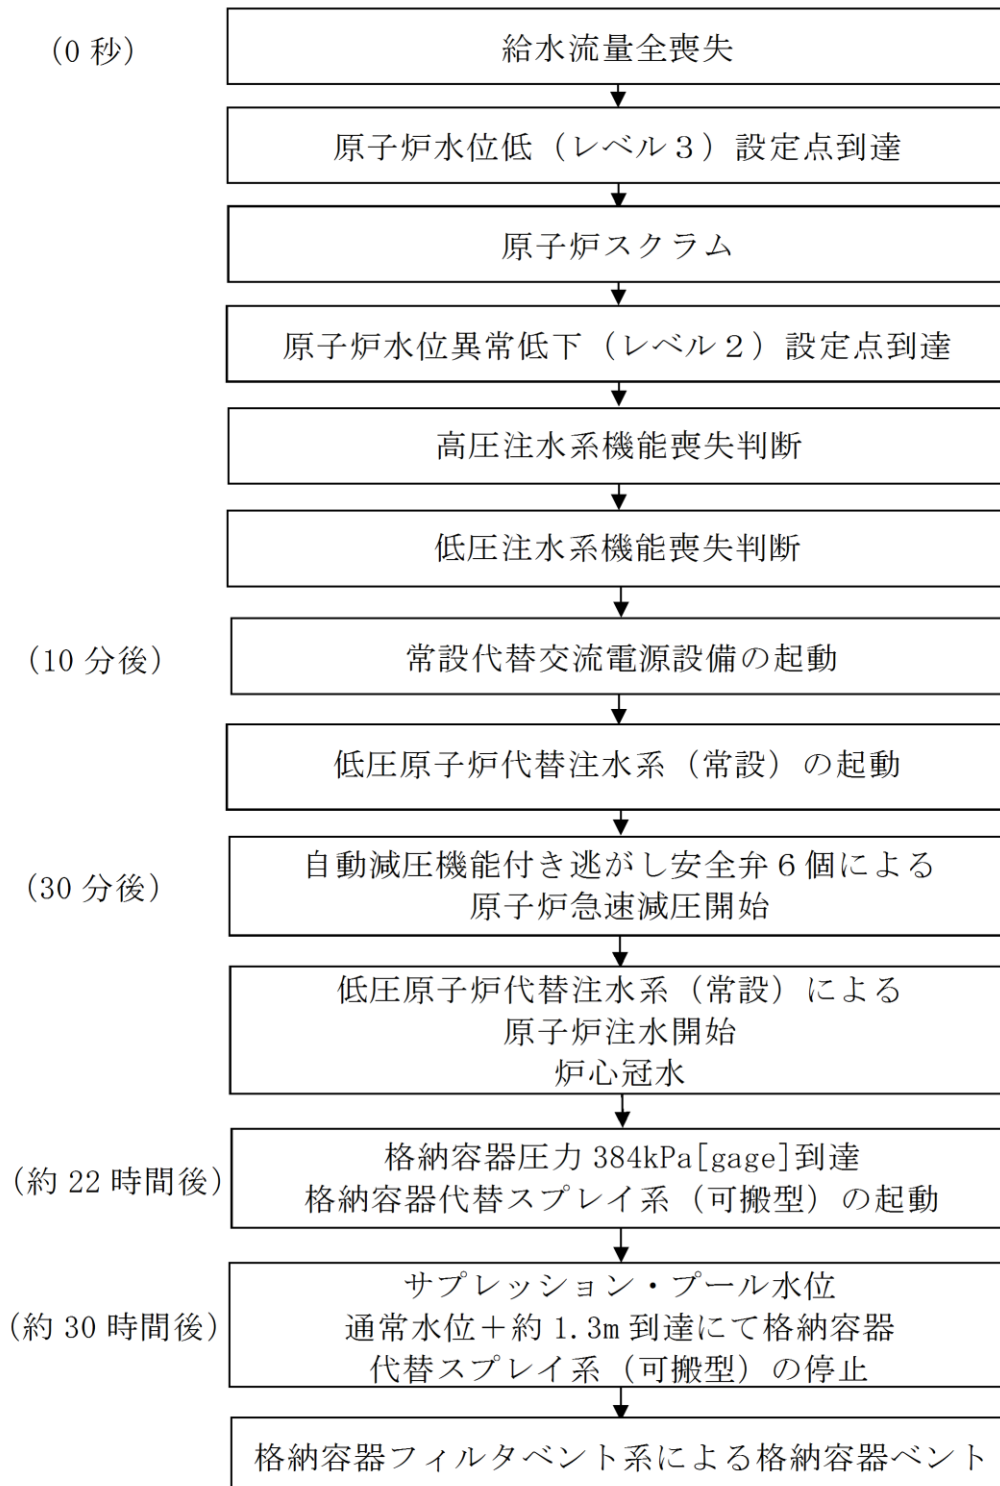 (0 秒)
給水流量全喪失
原子炉水位低（レベル３）設定点到達
原子炉スクラム
原子炉水位異常低下（レベル２）設定点到達
高圧注水系機能喪失判断
低圧注水系機能喪失判断
(10 分後)
常設代替交流電源設備の起動
低圧原子炉代替注水系（常設）の起動
(30 分後)
自動減圧機能付き逃がし安全弁６個による
原子炉急速減圧開始
低圧原子炉代替注水系（常設）による
原子炉注水開始
炉心冠水
(約 22 時間後)
格納容器圧力 384kPa[gage]到達
格納容器代替スプレイ系（可搬型）の起動
(約 30 時間後)
サプレッション・プール水位
通常水位＋約 1.3m 到達にて格納容器
代替スプレイ系（可搬型）の停止
格納容器フィルタベント系による格納容器ベント